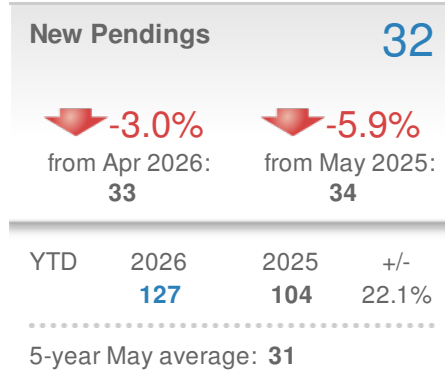 New Pendings 32
-3.0% -5.9%
from Apr 2026: from May 2025:
33 34
YTD 2026 2025 +/-
127 104 22.1%
5-year May average: 31